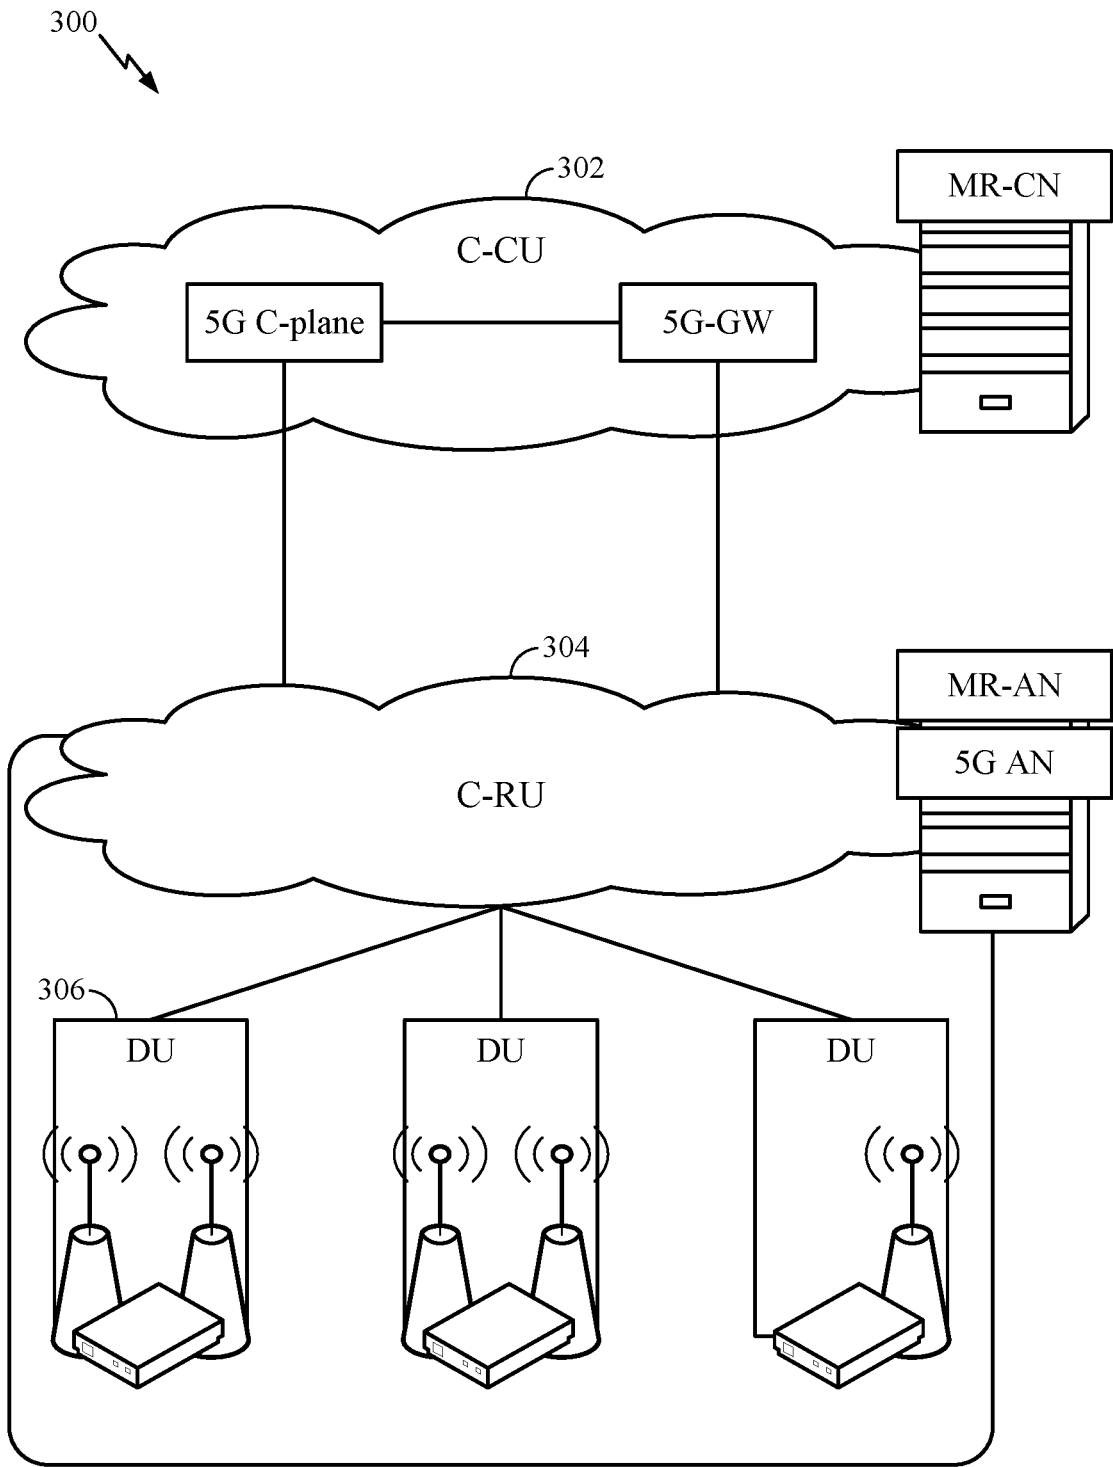 300
302
MR-CN
C-CU
5G C-plane
5G-GW
304
MR-AN
5G AN
C-RU
306
DU
DU
DU